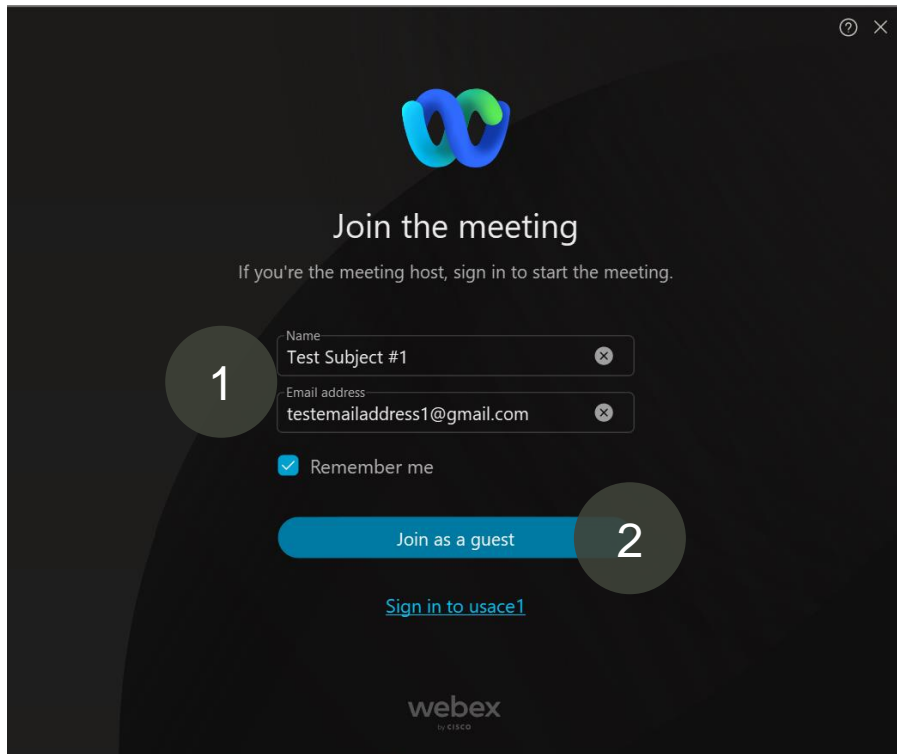 Join the meeting
If you're the meeting host, sign in to start the meeting.
1
Name
Test Subject #1
Email address
testemailaddress1@gmail.com
Remember me
Join as a guest
2
Sign in to usace1
webex
by CISCO